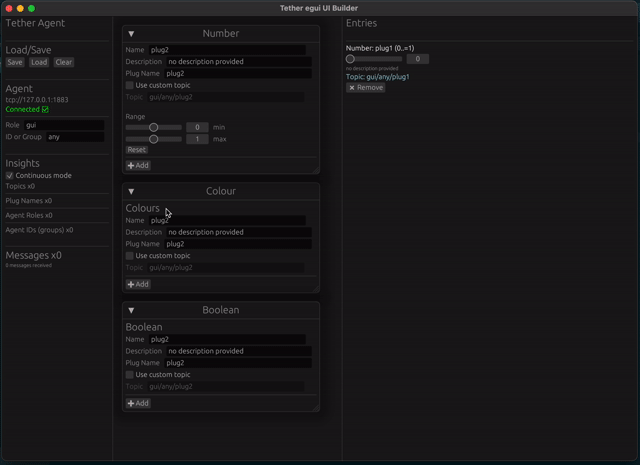 Tether egui UI Builder
Tether Agent
Load/Save
Save Load Clear
Agent
tcp://127.0.0.1:1883
Connected ☑
Role gui
ID or Group any
Insights
Continuous mode
Topics x0
Plug Names x0
Agent Roles x0
Agent IDs (groups) x0
Messages x0
0 messages received
Number
Name plug2
Description no description provided
Plug Name plug2
Use custom topic
Topic gui/any/plug2
Range
0 min
1 max
Reset
+ Add
Colour
Colours
Name plug2
Description no description provided
Plug Name plug2
Use custom topic
Topic gui/any/plug2
+ Add
Boolean
Boolean
Name plug2
Description no description provided
Plug Name plug2
Use custom topic
Topic gui/any/plug2
+ Add
Entries
Number: plug1 (0..=1)
0
no description provided
Topic: gui/any/plug1
✖ Remove